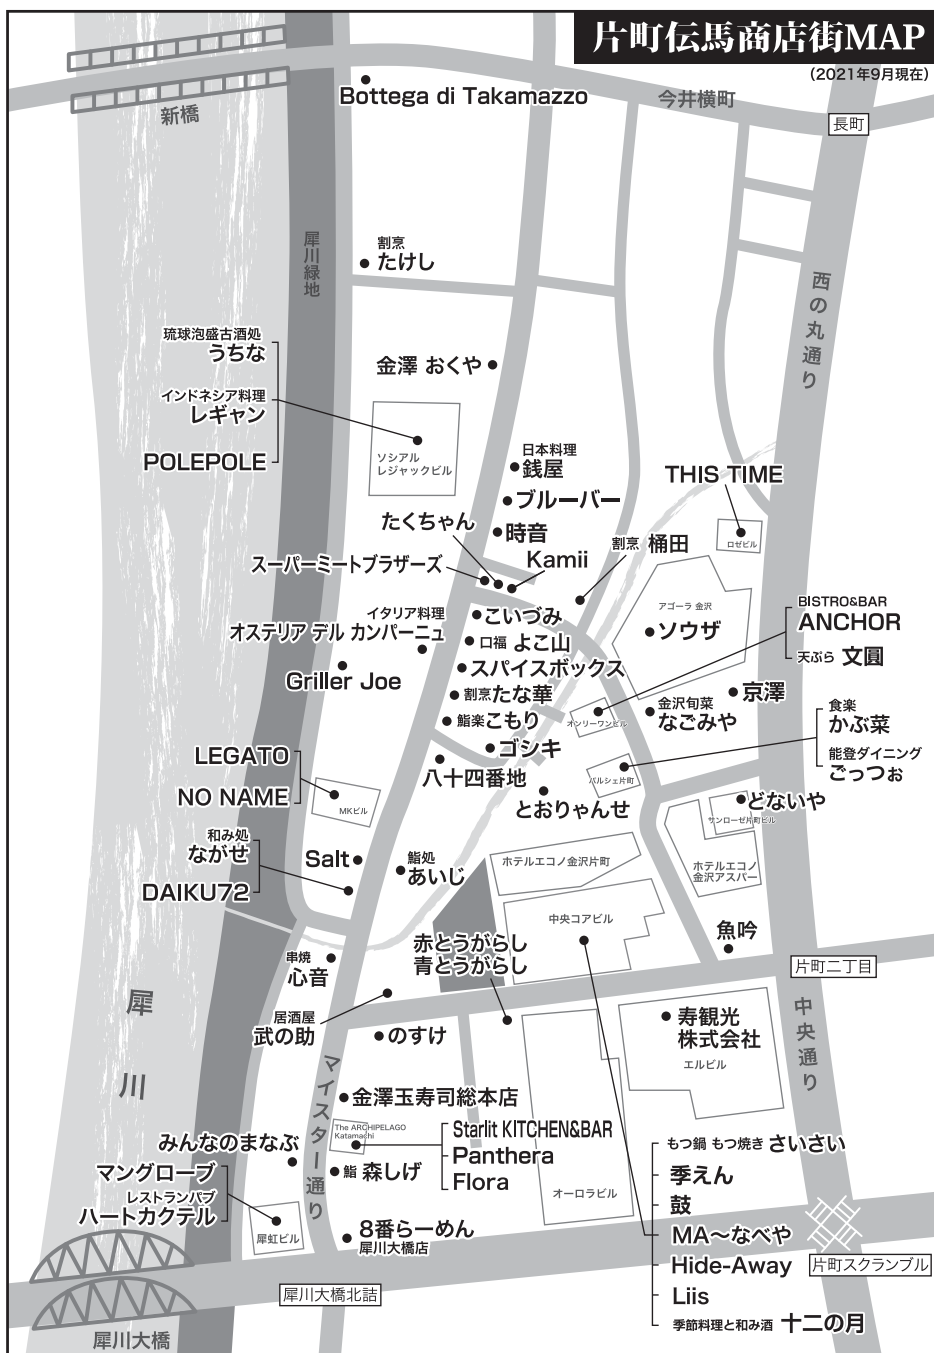 片町伝馬商店街MAP
(2021年9月現在)
新橋
Bottega di Takamazzo
今井横町
長町
犀川緑地
割烹
たけし
西の丸通り
琉球泡盛古酒処
うちな
インドネシア料理
レギャン
POLEPOLE
金澤 おくや
ソシアル
レジャックビル
日本料理
銭屋
ブルーバー
時音
THIS TIME
ロゼビル
たくちゃん
スーパーミートブラザーズ
Kamii
割烹 桶田
イタリア料理
オステリア デル カンパーニュ
Griller Joe
こいづみ
口福 よこ山
スパイスボックス
割烹たな華
鮨楽こもり
ゴシキ
八十四番地
とおりゃんせ
アゴーラ 金沢
ソウザ
BISTRO&BAR
ANCHOR
天ぷら 文圓
オンリーワンビル
金沢旬菜
なごみや
京澤
食楽
かぶ菜
能登ダイニング
ごっつぉ
パルシェ片町
どないや
サンローゼ片町ビル
ホテルエコノ
金沢アスパー
LEGATO
NO NAME
MKビル
和み処
ながせ
DAIKU72
Salt
鮨処
あいじ
ホテルエコノ金沢片町
中央コアビル
赤とうがらし
青とうがらし
魚吟
片町二丁目
串焼
心音
居酒屋
武の助
のすけ
寿観光
株式会社
エルビル
中央通り
犀川
マイスター通り
金澤玉寿司総本店
The ARCHIPELAGO
Katamachi
Starlit KITCHEN&BAR
Panthera
Flora
みんなのまなぶ
マングローブ
レストランパブ
ハートカクテル
犀虹ビル
鮨 森しげ
8番らーめん
犀川大橋店
オーロラビル
もつ鍋 もつ焼き さいさい
季えん
鼓
MA〜なべや
Hide-Away
Liis
季節料理と和み酒 十二の月
片町スクランブル
犀川大橋北詰
犀川大橋